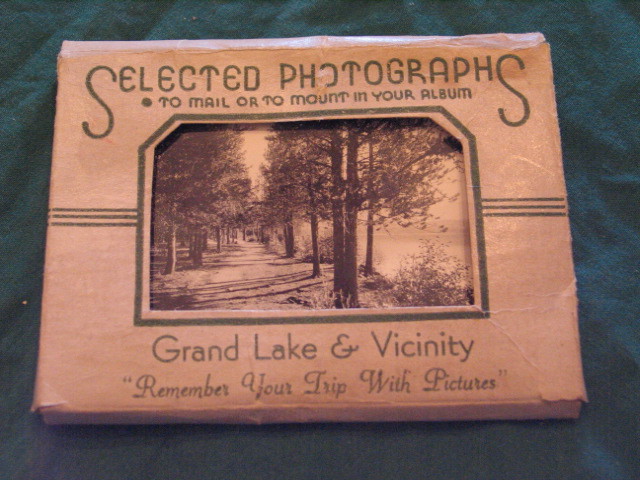 SELECTED PHOTOGRAPHS
• TO MAIL OR TO MOUNT IN YOUR ALBUM
Grand Lake & Vicinity
"Remember Your Trip With Pictures"